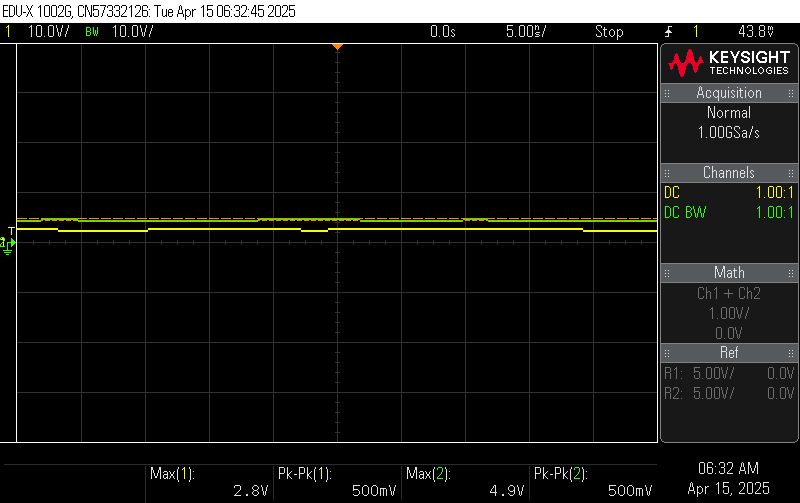 EDU-X 1002G, CN57332126: Tue Apr 15 06:32:45 2025
1 10.0V/ BW 10.0V/ 0.0s 5.00ms/ Stop 1 43.8V
KEYSIGHT
TECHNOLOGIES
Acquisition
Normal
1.00GSa/s
Channels
DC 1.00:1
DC BW 1.00:1
T
2
Math
Ch1 + Ch2
1.00V/
0.0V
Ref
R1: 5.00V/ 0.0V
R2: 5.00V/ 0.0V
Max(1): Pk-Pk(1): Max(2): Pk-Pk(2):
2.8V 500mV 4.9V 500mV
06:32 AM
Apr 15, 2025